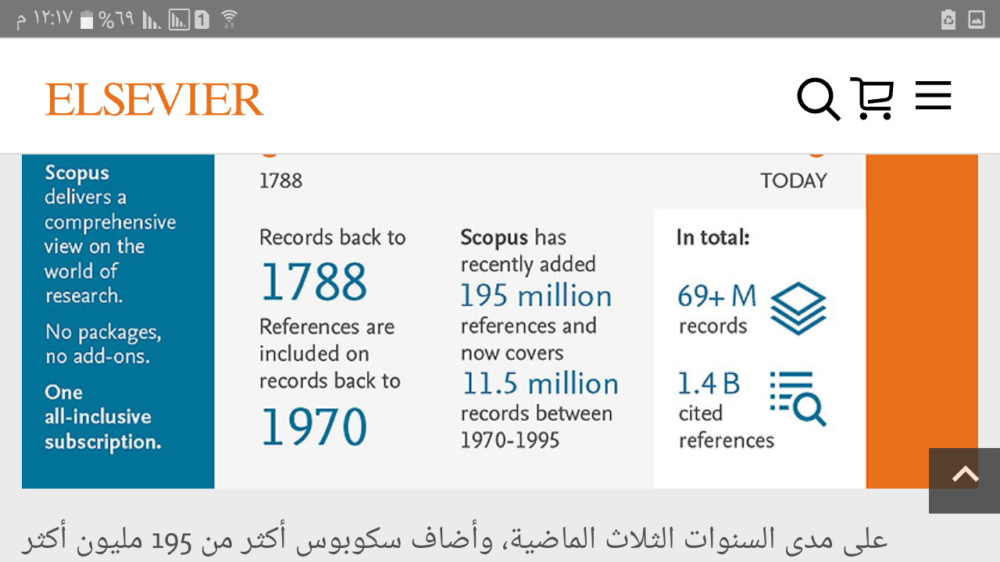 ١٢:١٧ م
%٦٩
1
ELSEVIER
Scopus
delivers a
comprehensive
view on the
world of
research.
No packages,
no add-ons.
One
all-inclusive
subscription.
1788
TODAY
Records back to
1788
References are
included on
records back to
1970
Scopus has
recently added
195 million
references and
now covers
11.5 million
records between
1970-1995
In total:
69+ M
records
1.4 B
cited
references
على مدى السنوات الثلاث الماضية، وأضاف سكوبوس أكثر من 195 مليون أكثر